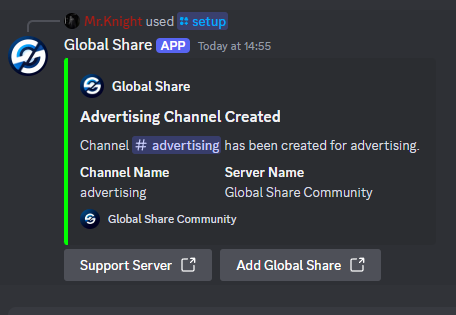 Mr.Knight used setup
Global Share APP Today at 14:55
Global Share
Advertising Channel Created
Channel # advertising has been created for advertising.
Channel Name Server Name
advertising Global Share Community
Global Share Community
Support Server Add Global Share